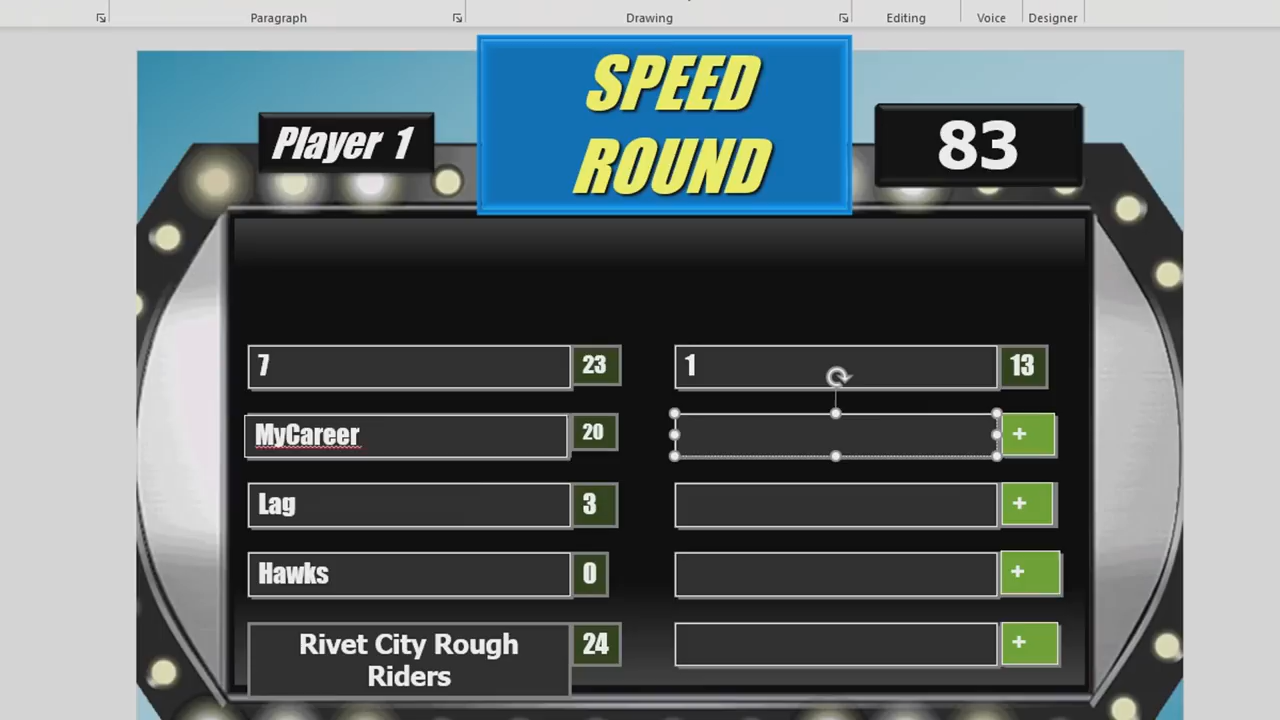 Paragraph Drawing Editing Voice Designer
SPEED
ROUND
Player 1
83
7 23 1 13
MyCareer 20 +
Lag 3 +
Hawks 0 +
Rivet City Rough
Riders
24 +